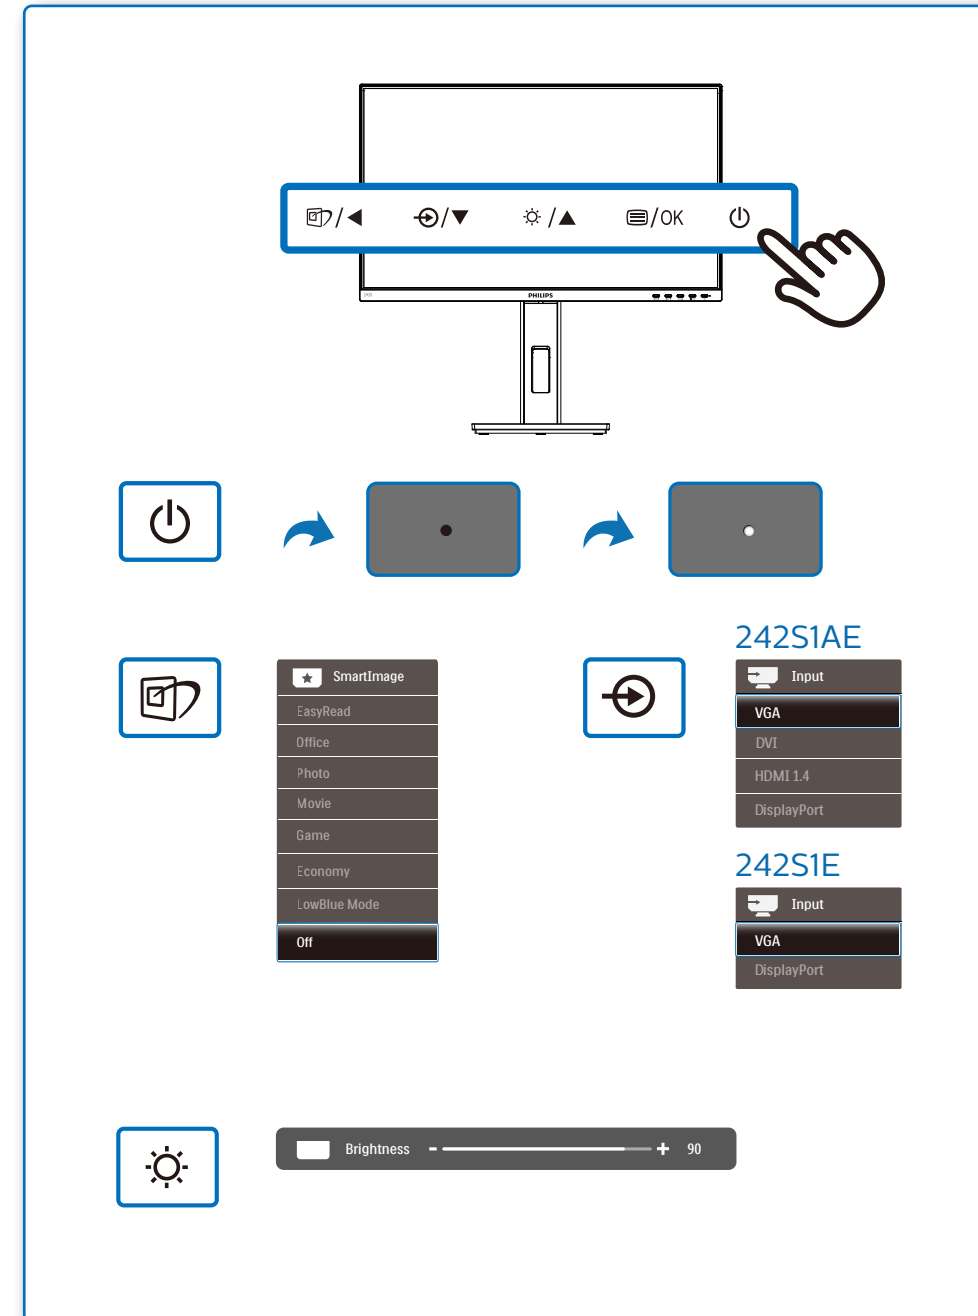 /OK
PHILIPS
242S1AE
SmartImage
EasyRead
Office
Photo
Movie
Game
Economy
LowBlue Mode
Off
Input
VGA
DVI
HDMI 1.4
DisplayPort
242S1E
Input
VGA
DisplayPort
Brightness - + 90